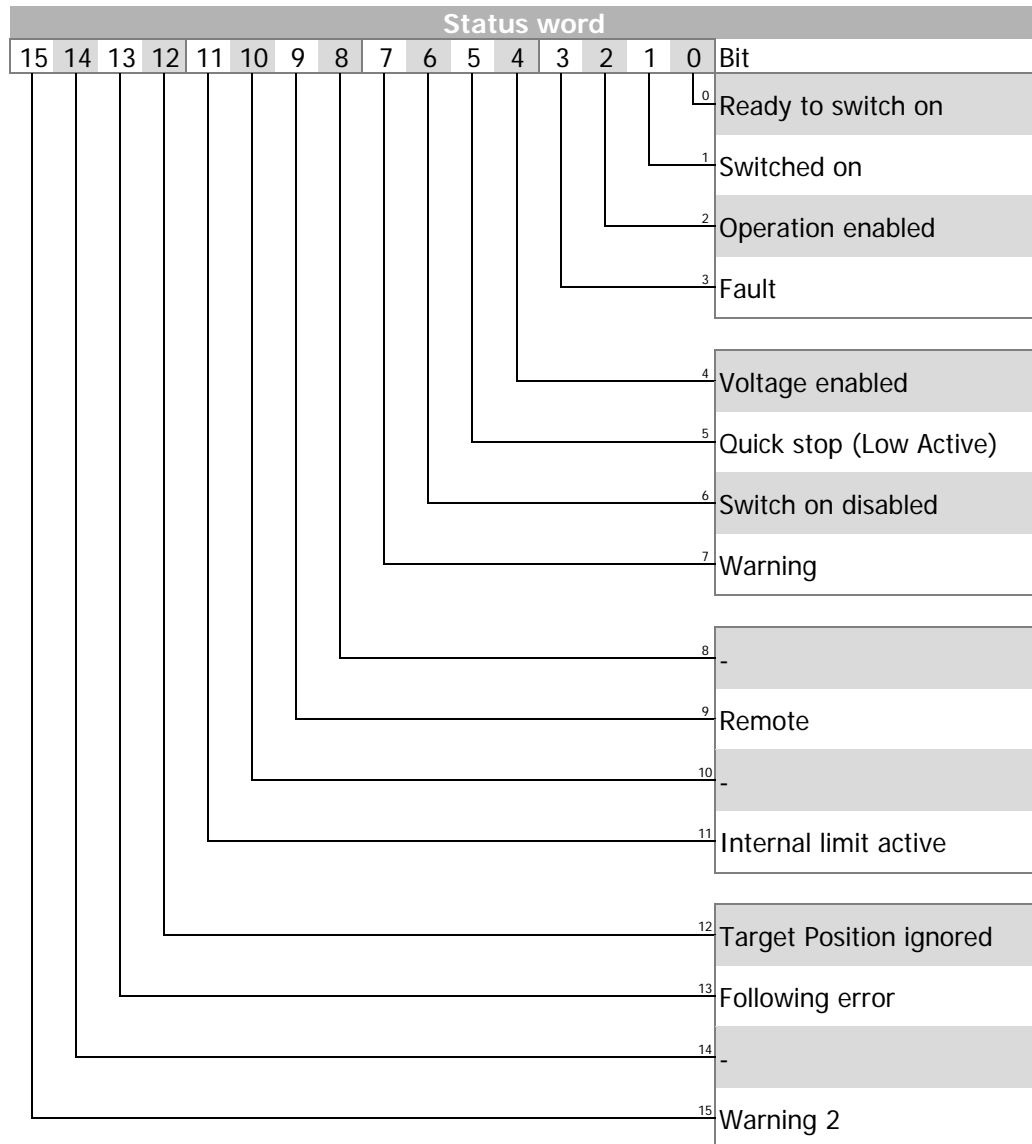 Status word
15 14 13 12 11 10 9 8 7 6 5 4 3 2 1 0 Bit
0 Ready to switch on
1 Switched on
2 Operation enabled
3 Fault
4 Voltage enabled
5 Quick stop (Low Active)
6 Switch on disabled
7 Warning
8 -
9 Remote
10 -
11 Internal limit active
12 Target Position ignored
13 Following error
14 -
15 Warning 2